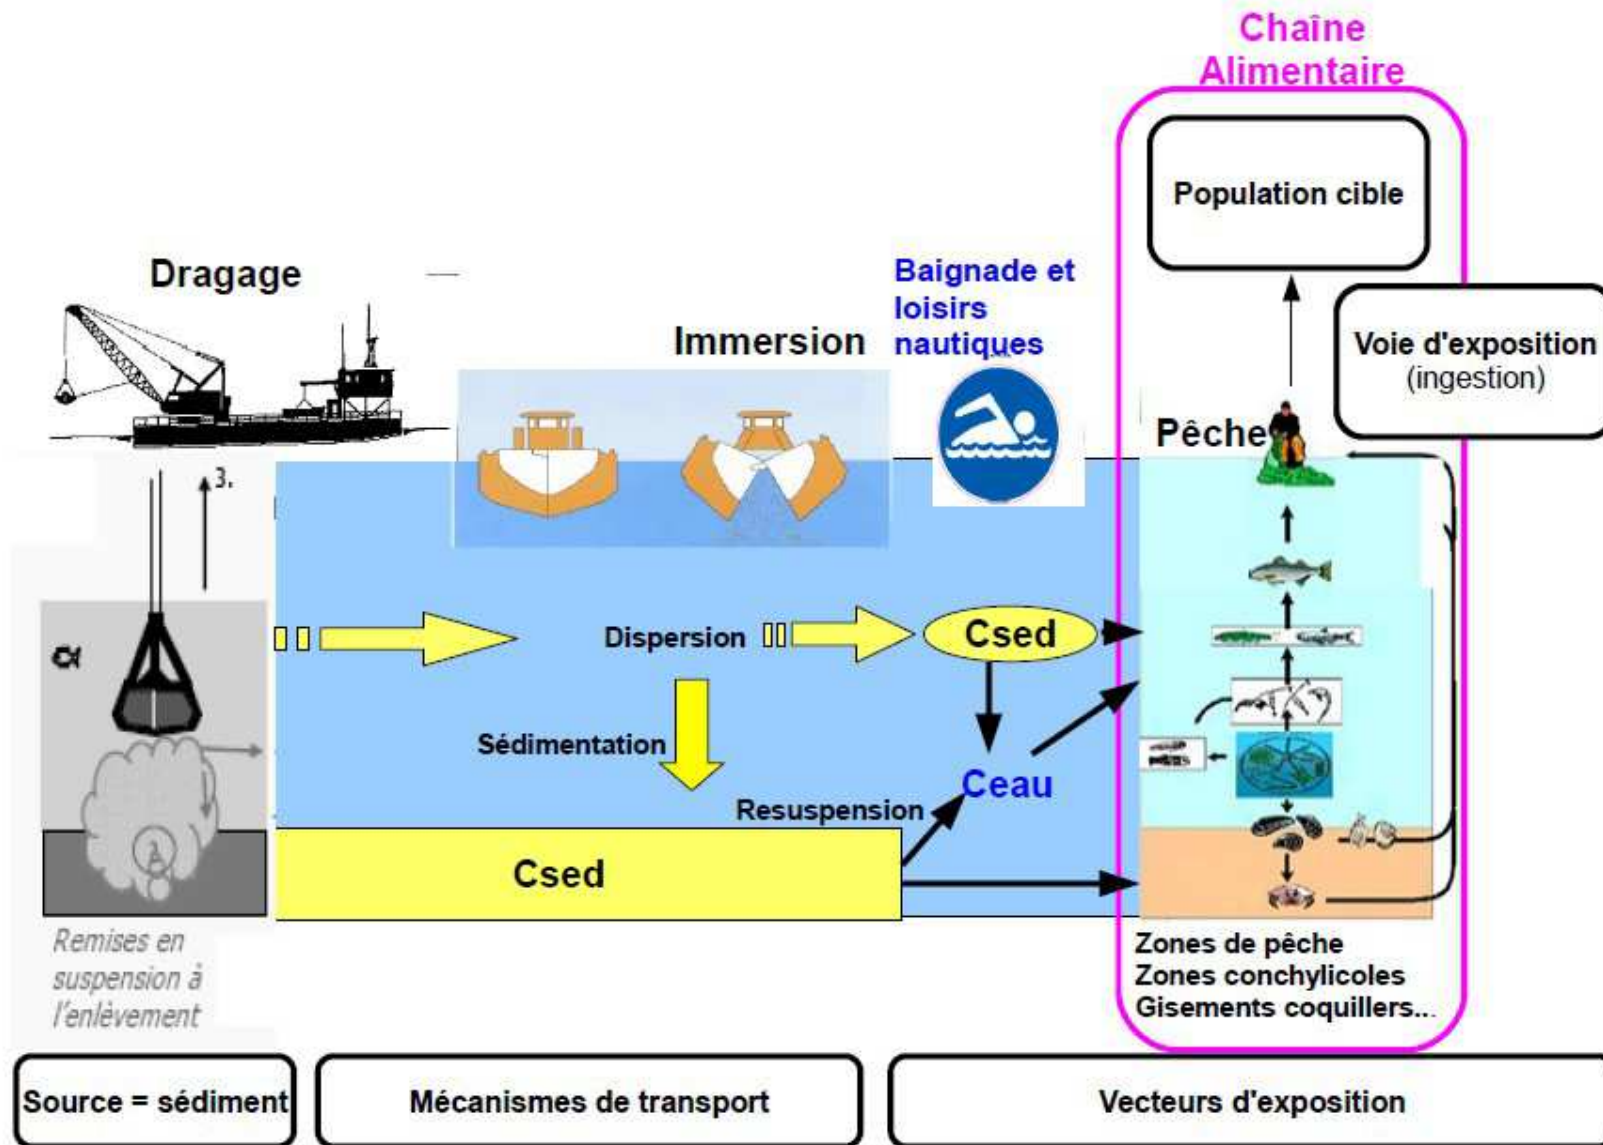 Chaîne
Alimentaire
Population cible
Dragage
Baignade et
loisirs
nautiques
Immersion
Voie d'exposition
(ingestion)
Pêche
3.
Dispersion
Csed
Sédimentation
Ceau
Resuspension
Csed
Remises en
suspension à
l'enlèvement
Zones de pêche
Zones conchylicoles
Gisements coquillers...
Source = sédiment
Mécanismes de transport
Vecteurs d'exposition